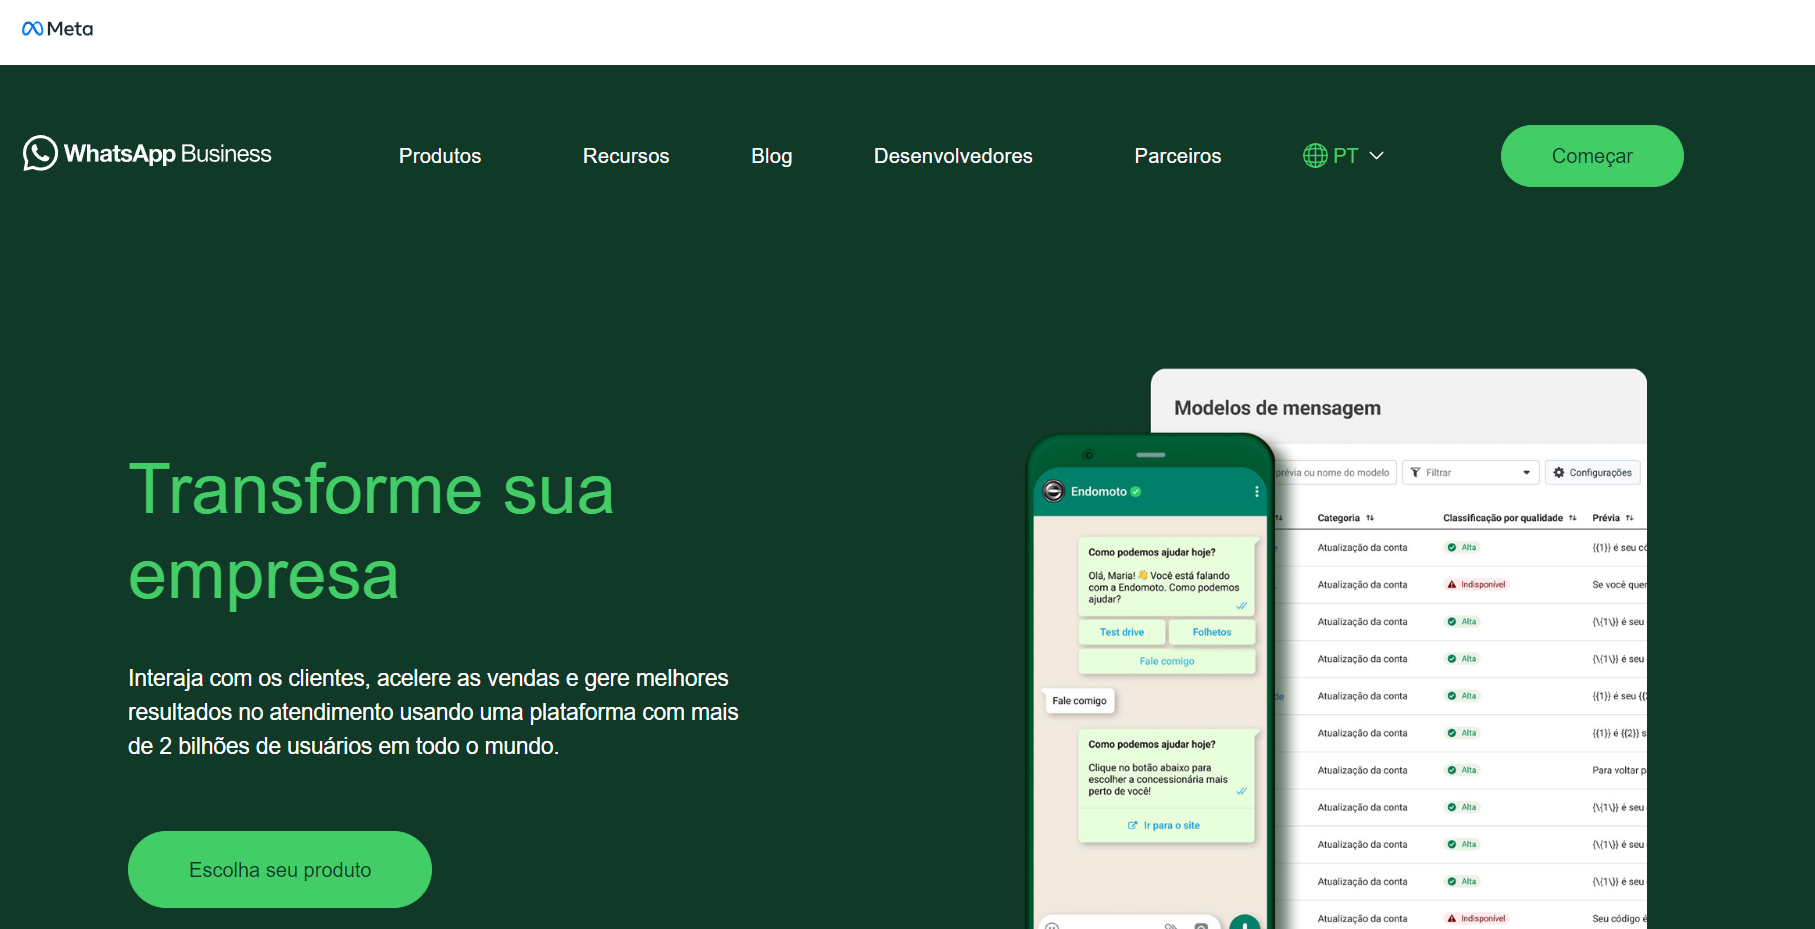 Meta
WhatsApp Business
Produtos
Recursos
Blog
Desenvolvedores
Parceiros
PT
Começar
Transforme sua
empresa
Interaja com os clientes, acelere as vendas e gere melhores
resultados no atendimento usando uma plataforma com mais
de 2 bilhões de usuários em todo o mundo.
Escolha seu produto
Endomoto
Como podemos ajudar hoje?
Olá, Maria! 👋 Você está falando
com a Endomoto. Como podemos
ajudar?
Test drive
Folhetos
Fale comigo
Fale comigo
Como podemos ajudar hoje?
Clique no botão abaixo para
escolher a concessionária mais
perto de você!
Ir para o site
Modelos de mensagem
prévia ou nome do modelo
Filtrar
Configurações
Categoria Classificação por qualidade Prévia
Atualização da conta Alta {{1}} é seu
Atualização da conta Indisponível Se você
Atualização da conta Alta {\{1\}} é seu
Atualização da conta Alta {\{1\}} é seu
de Atualização da conta Alta {{1}} é seu
Atualização da conta Alta {{1}} é {{2}} s
Atualização da conta Alta Para voltar p
Atualização da conta Alta {\{1\}} é seu
Atualização da conta Alta {\{1\}} é seu
Atualização da conta Alta {\{1\}} é seu
Atualização da conta Indisponível Seu código é